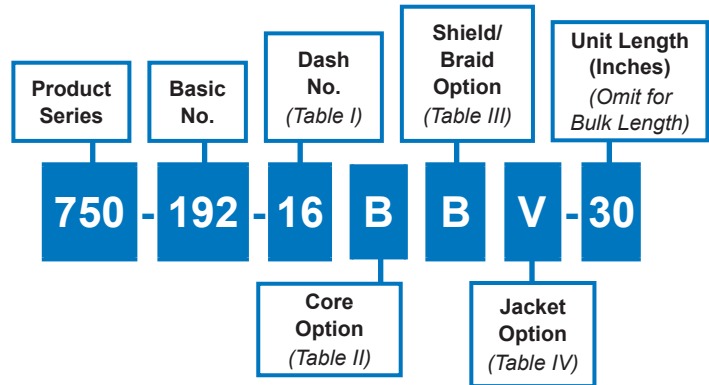 Product
Series
Basic
No.
Dash
No.
(Table I)
Shield/
Braid
Option
(Table III)
Unit Length
(Inches)
(Omit for
Bulk Length)
750 - 192 - 16 B B V - 30
Core
Option
(Table II)
Jacket
Option
(Table IV)